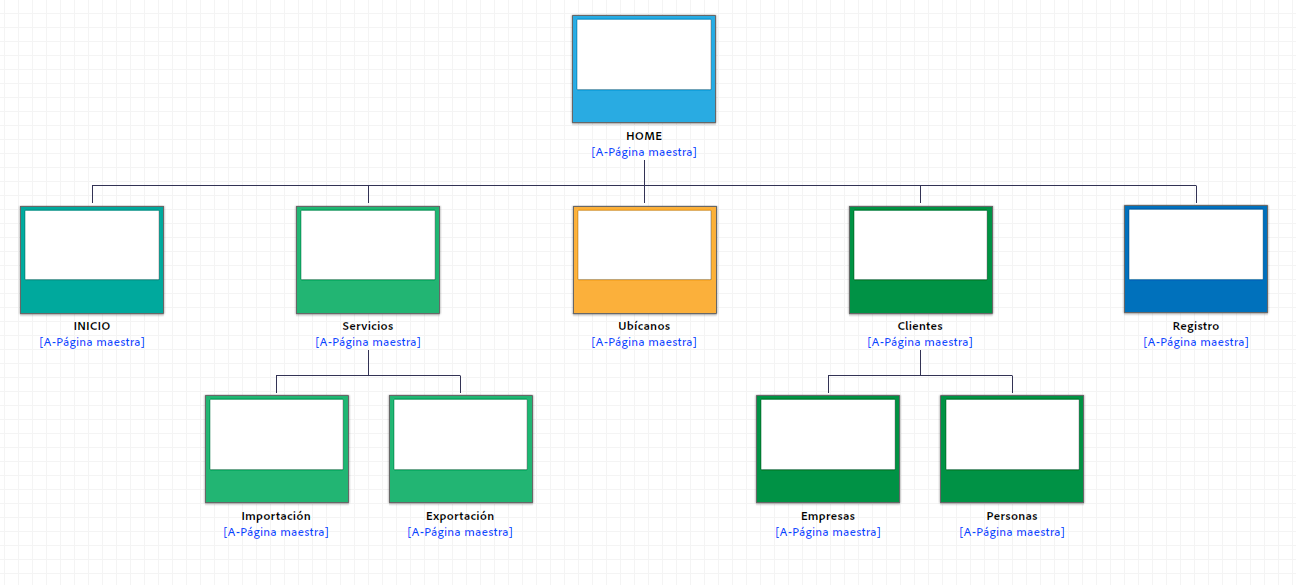 HOME
[A-Página maestra]
INICIO
[A-Página maestra]
Servicios
[A-Página maestra]
Ubícanos
[A-Página maestra]
Clientes
[A-Página maestra]
Registro
[A-Página maestra]
Importación
[A-Página maestra]
Exportación
[A-Página maestra]
Empresas
[A-Página maestra]
Personas
[A-Página maestra]